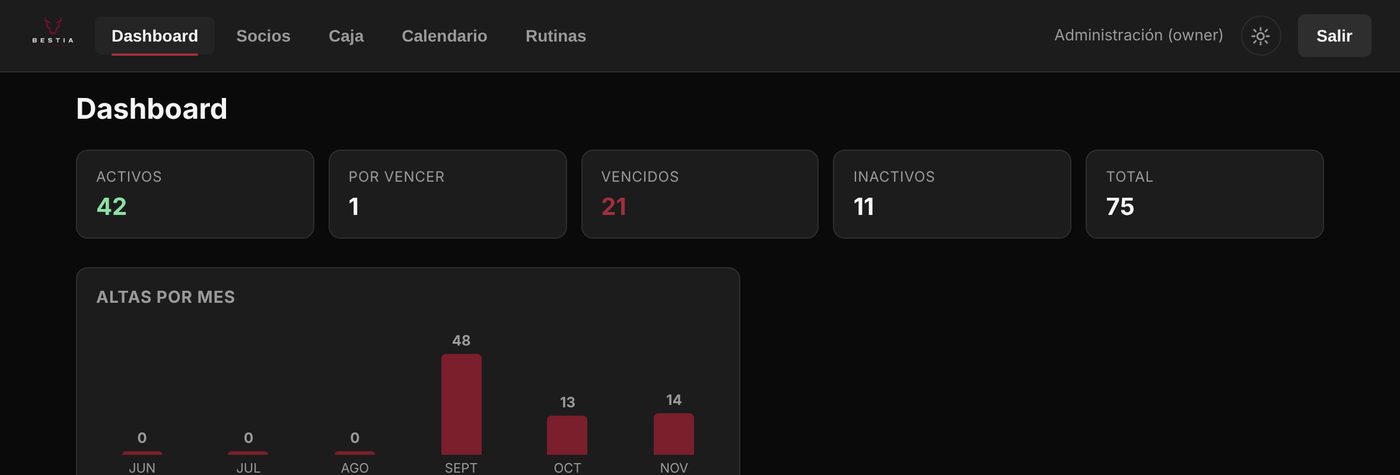 BESTIA Dashboard Socios Caja Calendario Rutinas Administración (owner) Salir
Dashboard
ACTIVOS POR VENCER VENCIDOS INACTIVOS TOTAL
42 1 21 11 75
ALTAS POR MES
48
13 14
0 0 0
JUN JUL AGO SEPT OCT NOV